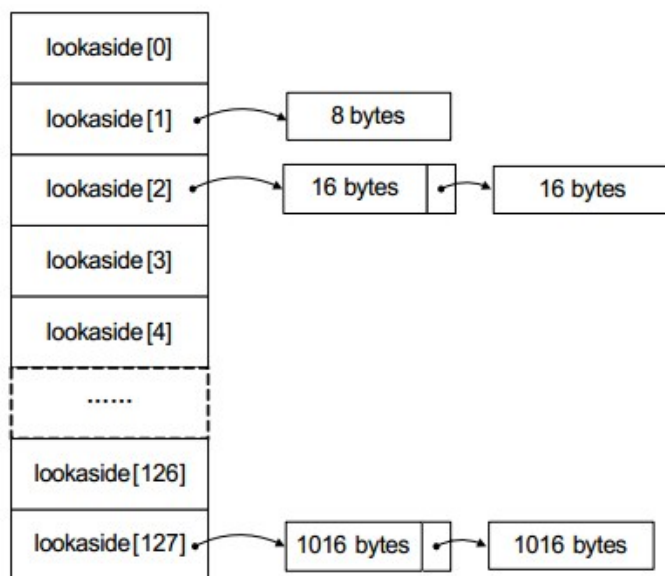 lookaside[0]
lookaside[1]
8 bytes
lookaside[2]
16 bytes
16 bytes
lookaside[3]
lookaside[4]
......
lookaside[126]
lookaside[127]
1016 bytes
1016 bytes